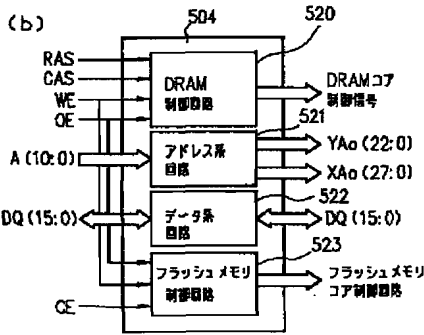 (b)
504
520
RAS
CAS
WE
OE
DRAM
制御回路
DRAMコア
制御信号
521
A(10:0)
アドレス系
回路
YAo(22:0)
XAo(27:0)
522
DQ(15:0)
データ系
回路
DQ(15:0)
523
フラッシュメモリ
制御回路
フラッシュメモリ
コア制御回路
CE